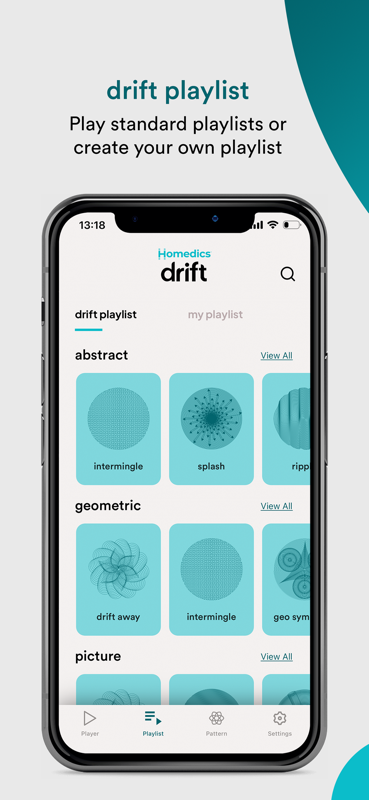 drift playlist
Play standard playlists or
create your own playlist
13:18
Homedics
drift
drift playlist
my playlist
abstract
View All
intermingle
splash
ripp
geometric
View All
drift away
intermingle
geo sym
picture
View All
Player
Playlist
Pattern
Settings